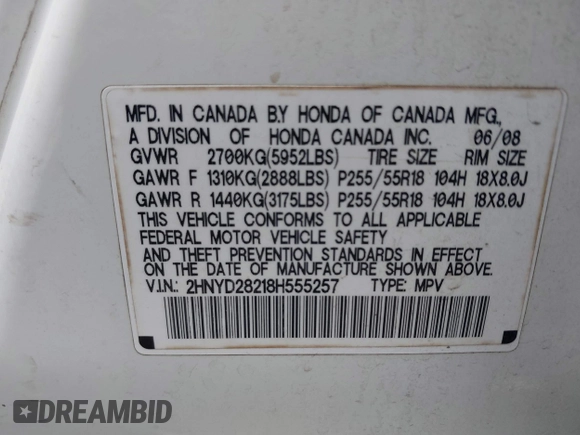 MFD. IN CANADA B.Y HONDA OF CANADA MFG.,
A DIVISION OF HONDA CANADA INC. 06/08
GVWR 2700KG(5952LBS) TIRE SIZE RIM SIZE
GAWR F 1310KG(2888LBS) P255/55R18 104H 18X8.0J
GAWR R 1440KG(3175LBS) P255/55R18 104H 18X8.0J
THIS VEHICLE CONFORMS TO ALL APPLICABLE
FEDERAL MOTOR VEHICLE SAFETY
AND THEFT PREVENTION STANDARDS IN EFFECT
ON THE DATE OF MANUFACTURE SHOWN ABOVE.
V.I.N.: 2HNYD28218H555257 TYPE: MPV
DREAMBID